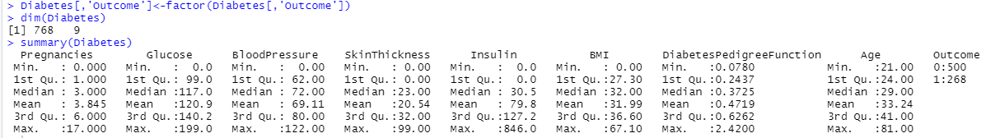 > Diabetes[,'Outcome']<-factor(Diabetes[,'Outcome'])
> dim(Diabetes)
[1] 768   9
> summary(Diabetes)
  Pregnancies        Glucose      BloodPressure    SkinThickness      Insulin           BMI        DiabetesPedigreeFunction      Age        Outcome
 Min.   : 0.000   Min.   :  0.0   Min.   :  0.00   Min.   : 0.00   Min.   :  0.0   Min.   : 0.00   Min.   :0.0780           Min.   :21.00   0:500
 1st Qu.: 1.000   1st Qu.: 99.0   1st Qu.: 62.00   1st Qu.: 0.00   1st Qu.:  0.0   1st Qu.:27.30   1st Qu.:0.2437           1st Qu.:24.00   1:268
 Median : 3.000   Median :117.0   Median : 72.00   Median :23.00   Median : 30.5   Median :32.00   Median :0.3725           Median :29.00
 Mean   : 3.845   Mean   :120.9   Mean   : 69.11   Mean   :20.54   Mean   : 79.8   Mean   :31.99   Mean   :0.4719           Mean   :33.24
 3rd Qu.: 6.000   3rd Qu.:140.2   3rd Qu.: 80.00   3rd Qu.:32.00   3rd Qu.:127.2   3rd Qu.:36.60   3rd Qu.:0.6262           3rd Qu.:41.00
 Max.   :17.000   Max.   :199.0   Max.   :122.00   Max.   :99.00   Max.   :846.0   Max.   :67.10   Max.   :2.4200           Max.   :81.00